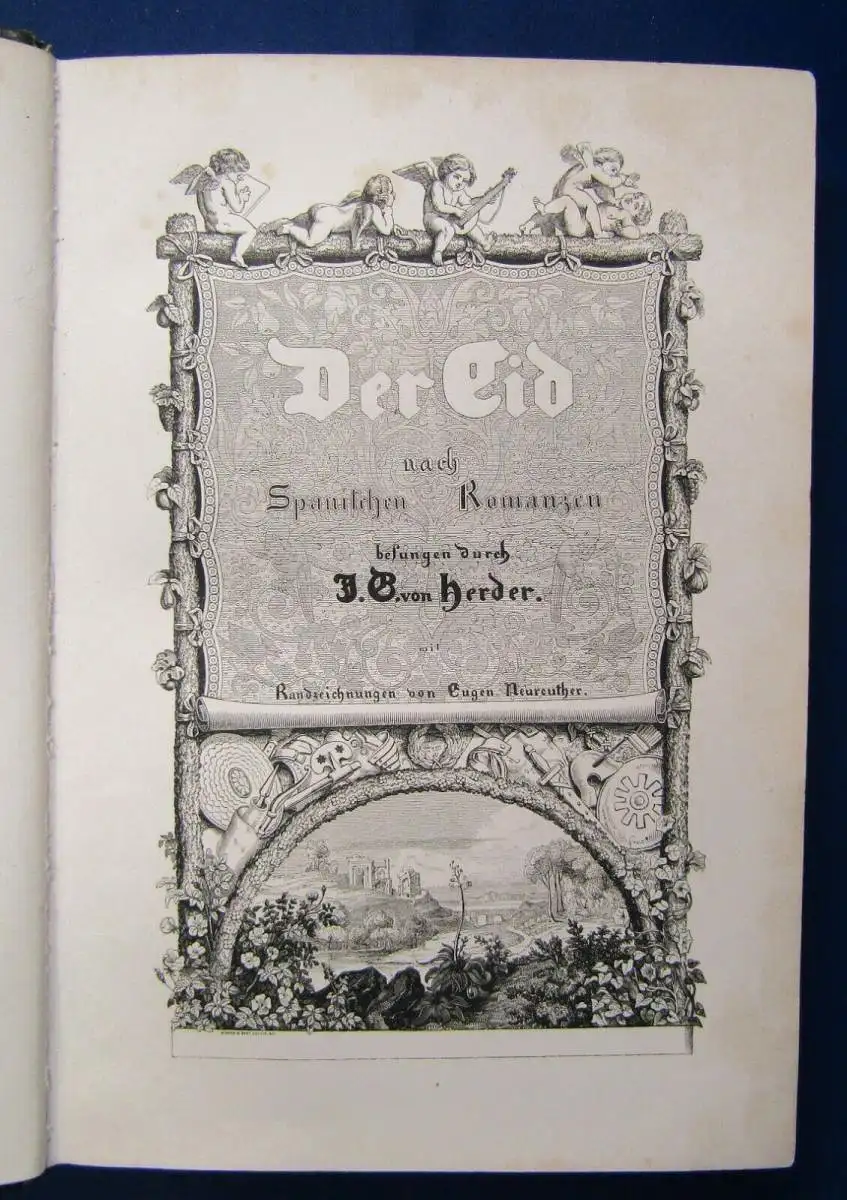 Der Cid
nach
Spanischen Romanzen
besungen durch
J. G. von Herder.
mit
Randzeichnungen von Eugen Neureuther.